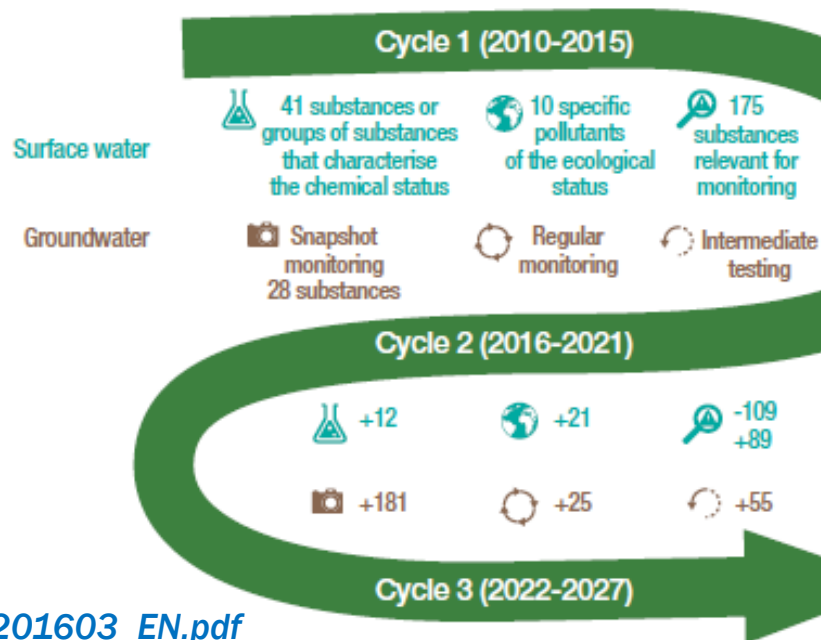 Cycle 1 (2010-2015)
Surface water
41 substances or
groups of substances
that characterise
the chemical status
10 specific
pollutants
of the ecological
status
175
substances
relevant for
monitoring
Groundwater
Snapshot
monitoring
28 substances
Regular
monitoring
Intermediate
testing
Cycle 2 (2016-2021)
+12
+21
-109
+89
+181
+25
+55
Cycle 3 (2022-2027)
201603_EN.pdf